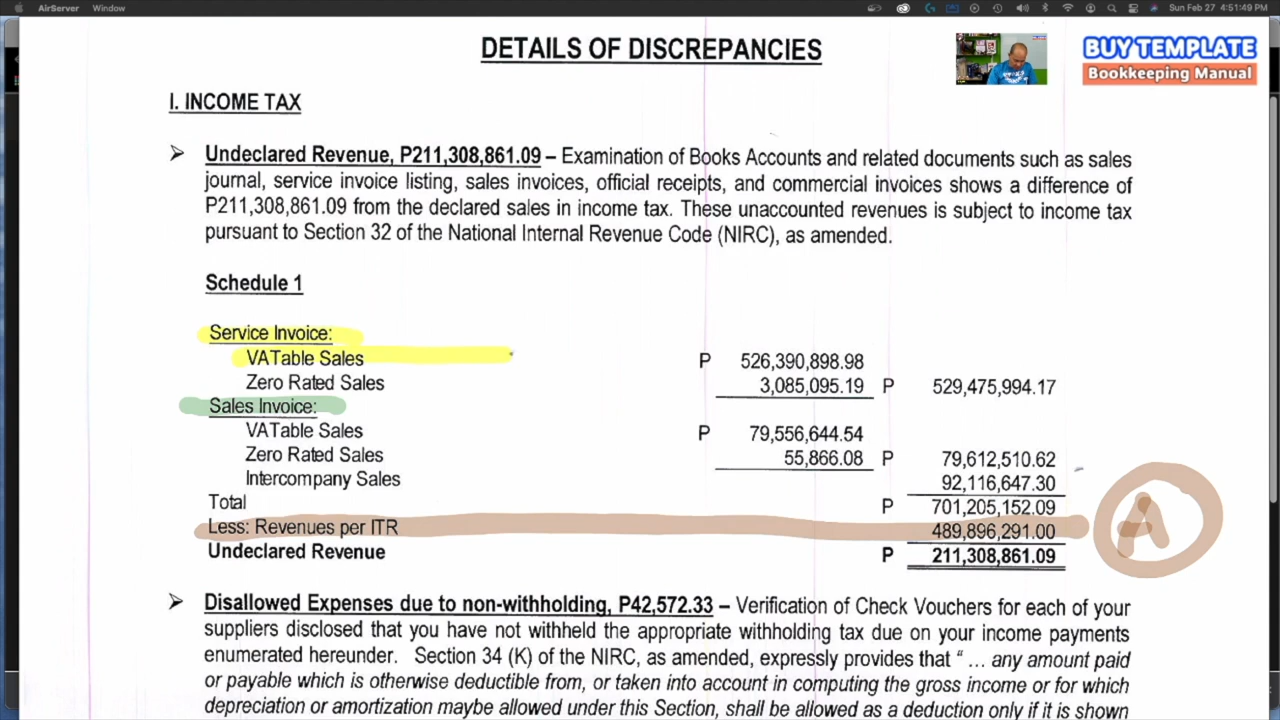 AirServer Window Sun Feb 27 4:51:49 PM
DETAILS OF DISCREPANCIES
BUY TEMPLATE
Bookkeeping Manual
I. INCOME TAX
➢ Undeclared Revenue, P211,308,861.09 – Examination of Books Accounts and related documents such as sales
journal, service invoice listing, sales invoices, official receipts, and commercial invoices shows a difference of
P211,308,861.09 from the declared sales in income tax. These unaccounted revenues is subject to income tax
pursuant to Section 32 of the National Internal Revenue Code (NIRC), as amended.
Schedule 1
Service Invoice:
VATable Sales P 526,390,898.98
Zero Rated Sales 3,085,095.19 P 529,475,994.17
Sales Invoice:
VATable Sales P 79,556,644.54
Zero Rated Sales 55,866.08 P 79,612,510.62
Intercompany Sales 92,116,647.30
Total P 701,205,152.09
Less: Revenues per ITR 489,896,291.00 A
Undeclared Revenue P 211,308,861.09
➢ Disallowed Expenses due to non-withholding, P42,572.33 – Verification of Check Vouchers for each of your
suppliers disclosed that you have not withheld the appropriate withholding tax due on your income payments
enumerated hereunder. Section 34 (K) of the NIRC, as amended, expressly provides that “ ... any amount paid
or payable which is otherwise deductible from, or taken into account in computing the gross income or for which
depreciation or amortization maybe allowed under this Section, shall be allowed as a deduction only if it is shown